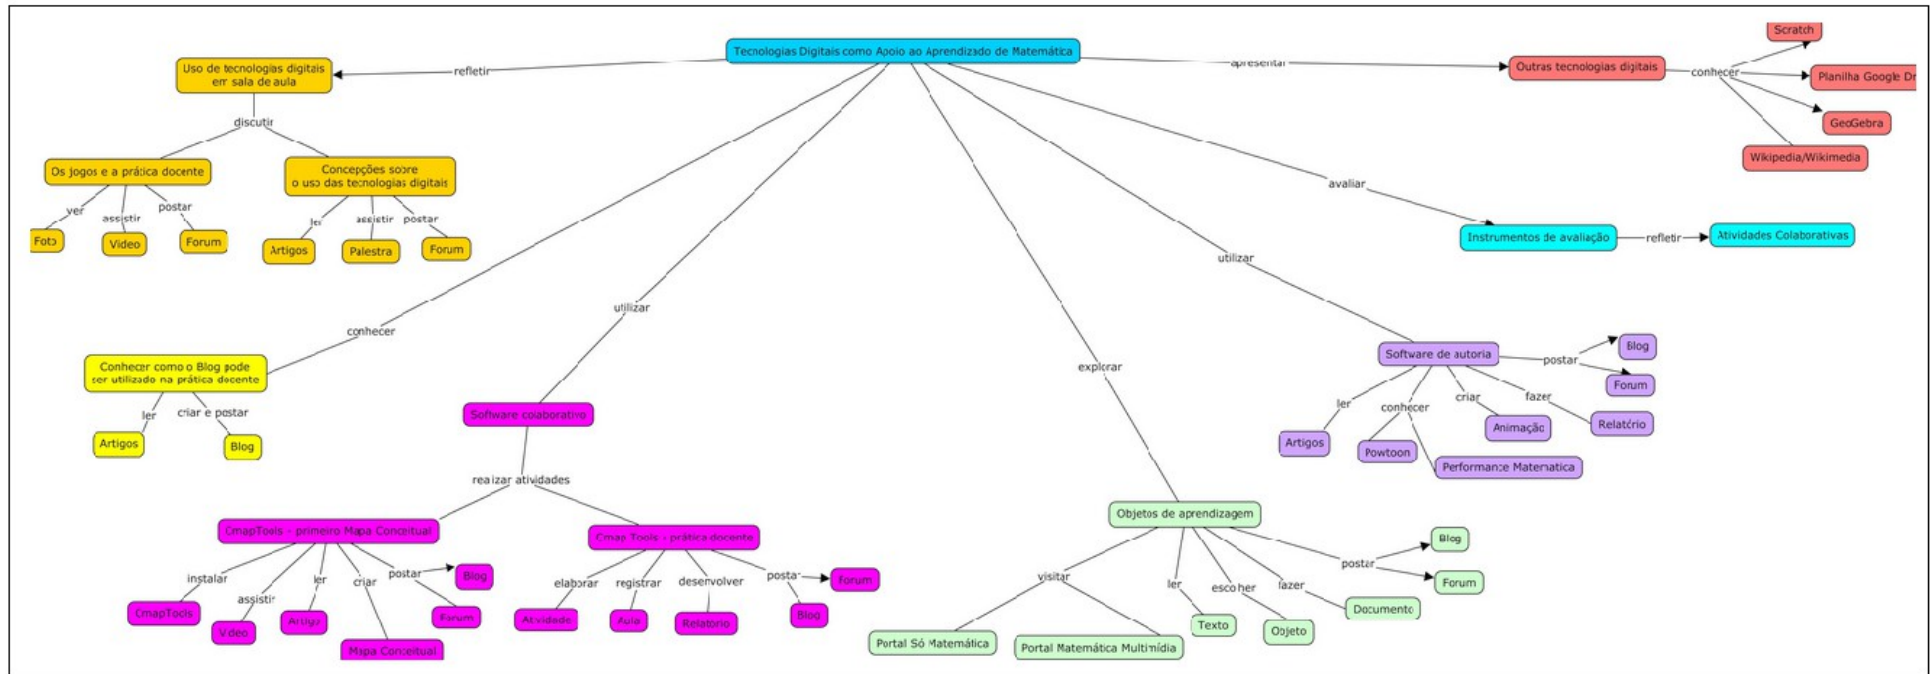 Tecnologias Digitais como Apoio ao Aprendizado de Matemática
refletir
Uso de tecnologias digitais
em sala de aula
discutir
Os jogos e a prática docente
ver
assistir
postar
Foto
Video
Forum
Concepções sobre
o uso das tecnologias digitais
ler
assistir
postar
Artigos
Palestra
Forum
conhecer
Conhecer como o Blog pode
ser utilizado na prática docente
ler
criar e postar
Artigos
Blog
utilizar
Software colaborativo
realizar atividades
CmapTools - primeiro Mapa Conceitual
instalar
assistir
ler
criar
postar
CmapTools
Video
Artigo
Mapa Conceitual
Blog
Forum
Cmap Tools - prática docente
elaborar
registrar
desenvolver
postar
Atividade
Aula
Relatorio
Forum
Blog
explorar
Objetos de aprendizagem
visitar
ler
escolher
fazer
postar
Portal Só Matemática
Portal Matemática Multimídia
Texto
Objeto
Documento
Blog
Forum
utilizar
Software de autoria
ler
conhecer
criar
fazer
postar
Artigos
Powtoon
Performance Matematica
Animação
Relatório
Blog
Forum
avaliar
Instrumentos de avaliação
refletir
Atividades Colaborativas
apresentar
Outras tecnologias digitais
conhecer
Scratch
Planilha Google Dr
GeoGebra
Wikipedia/Wikimedia